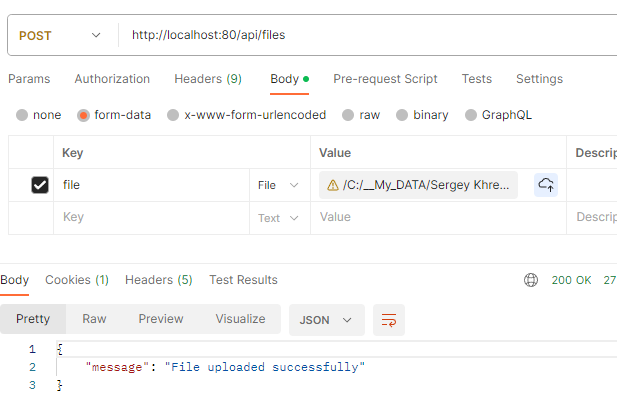 POST http://localhost:80/api/files
Params Authorization Headers (9) Body Pre-request Script Tests Settings
none form-data x-www-form-urlencoded raw binary GraphQL
Key Value Descrip
file File /C:/__My_DATA/Sergey Khre...
Key Text Value Descrip
Body Cookies (1) Headers (5) Test Results 200 OK 27
Pretty Raw Preview Visualize JSON
1 {
2 "message": "File uploaded successfully"
3 }